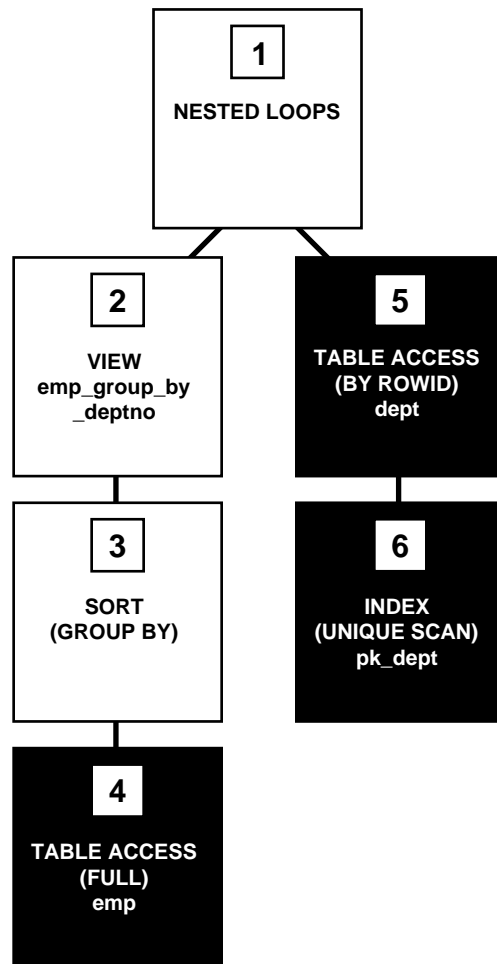 1
NESTED LOOPS
2
VIEW
emp_group_by
_deptno
5
TABLE ACCESS
(BY ROWID)
dept
3
SORT
(GROUP BY)
6
INDEX
(UNIQUE SCAN)
pk_dept
4
TABLE ACCESS
(FULL)
emp